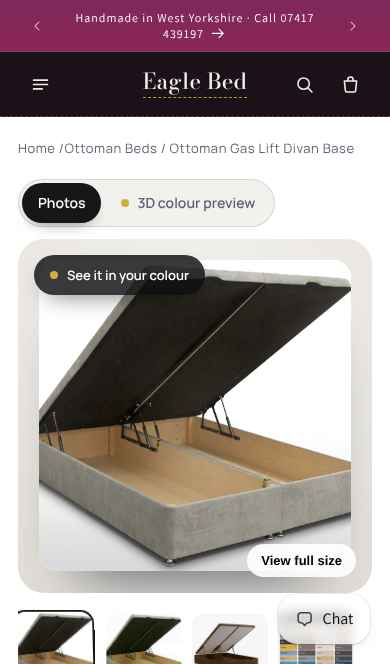 Handmade in West Yorkshire · Call 07417
439197 →
Eagle Bed
Home /Ottoman Beds / Ottoman Gas Lift Divan Base
Photos
3D colour preview
See it in your colour
View full size
Chat